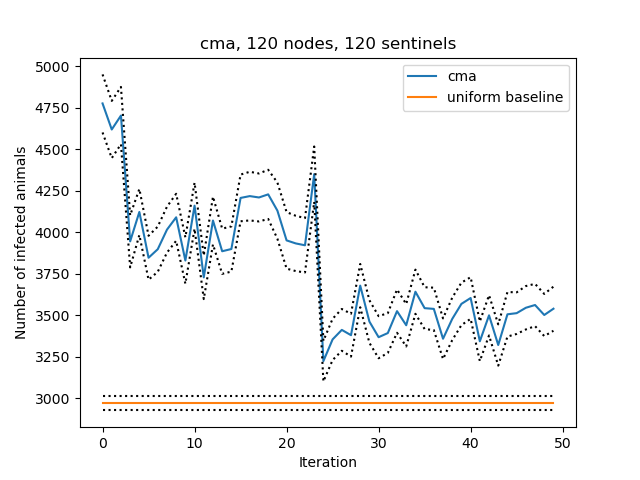 cma, 120 nodes, 120 sentinels
5000
4750
4500
4250
4000
3750
3500
3250
3000
Number of infected animals
cma
uniform baseline
0 10 20 30 40 50
Iteration